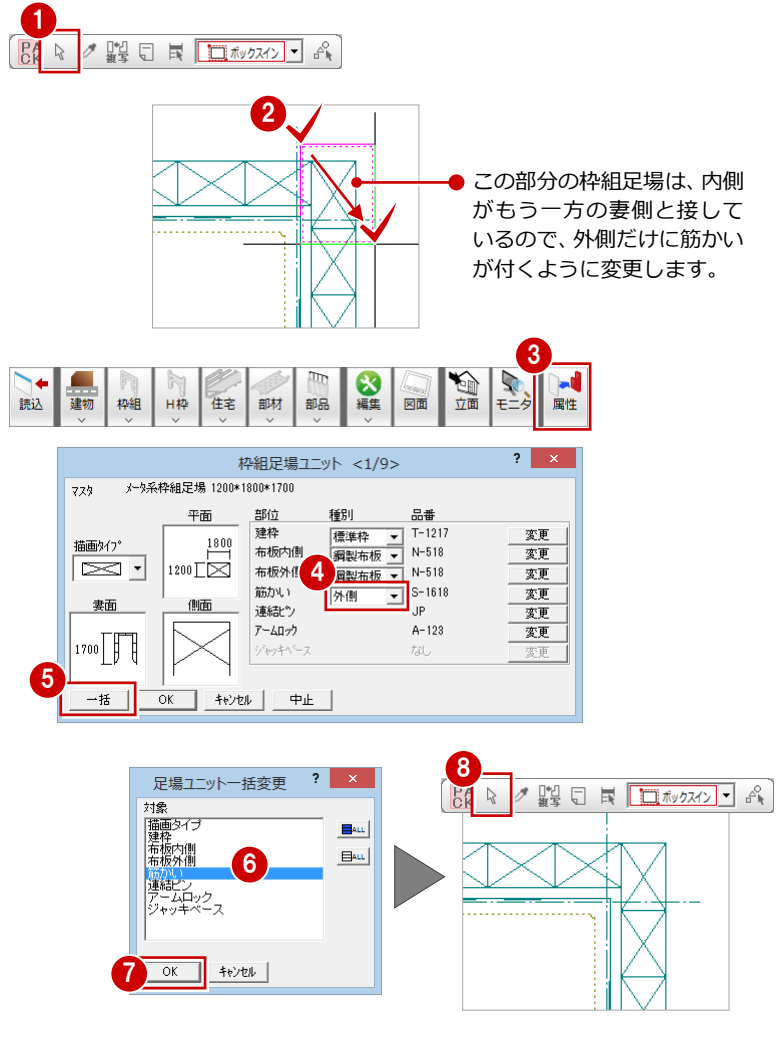 1
PA
CK
複写
ボックスイン
2
この部分の枠組足場は、内側
がもう一方の妻側と接して
いるので、外側だけに筋かい
が付くように変更します。
3
読込
建物
枠組
H枠
住宅
部材
部品
編集
図面
立面
モニタ
属性
枠組足場ユニット <1/9>
? ×
マスタ メータ系枠組足場 1200*1800*1700
平面 部位 種別 品番
描画タイプ
1800
1200
建枠 標準枠 T-1217 変更
布板内側 鋼製布板 N-518 変更
布板外側 鋼製布板 N-518 変更
4
筋かい 外側 S-1618 変更
連結ピン JP 変更
アームロック A-123 変更
ジャッキベース なし 変更
妻面 側面
1700
5
一括 OK キャンセル 中止
足場ユニット一括変更 ? ×
対象
描画タイプ
建枠
布板内側
布板外側
筋かい
連結ピン
アームロック
ジャッキベース
ALL
ALL
6
7
OK キャンセル
8
PA
CK
複写
ボックスイン